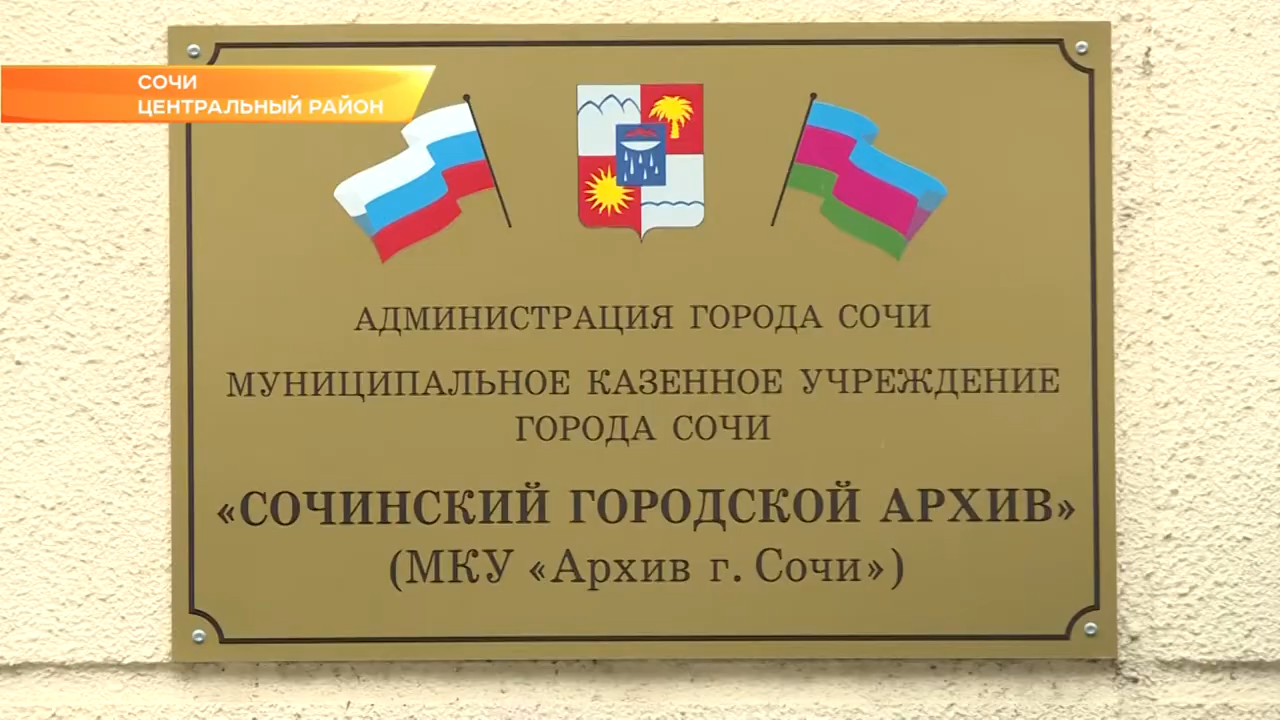 СОЧИ
ЦЕНТРАЛЬНЫЙ РАЙОН
АДМИНИСТРАЦИЯ ГОРОДА СОЧИ
МУНИЦИПАЛЬНОЕ КАЗЕННОЕ УЧРЕЖДЕНИЕ
ГОРОДА СОЧИ
«СОЧИНСКИЙ ГОРОДСКОЙ АРХИВ»
(МКУ «Архив г. Сочи»)